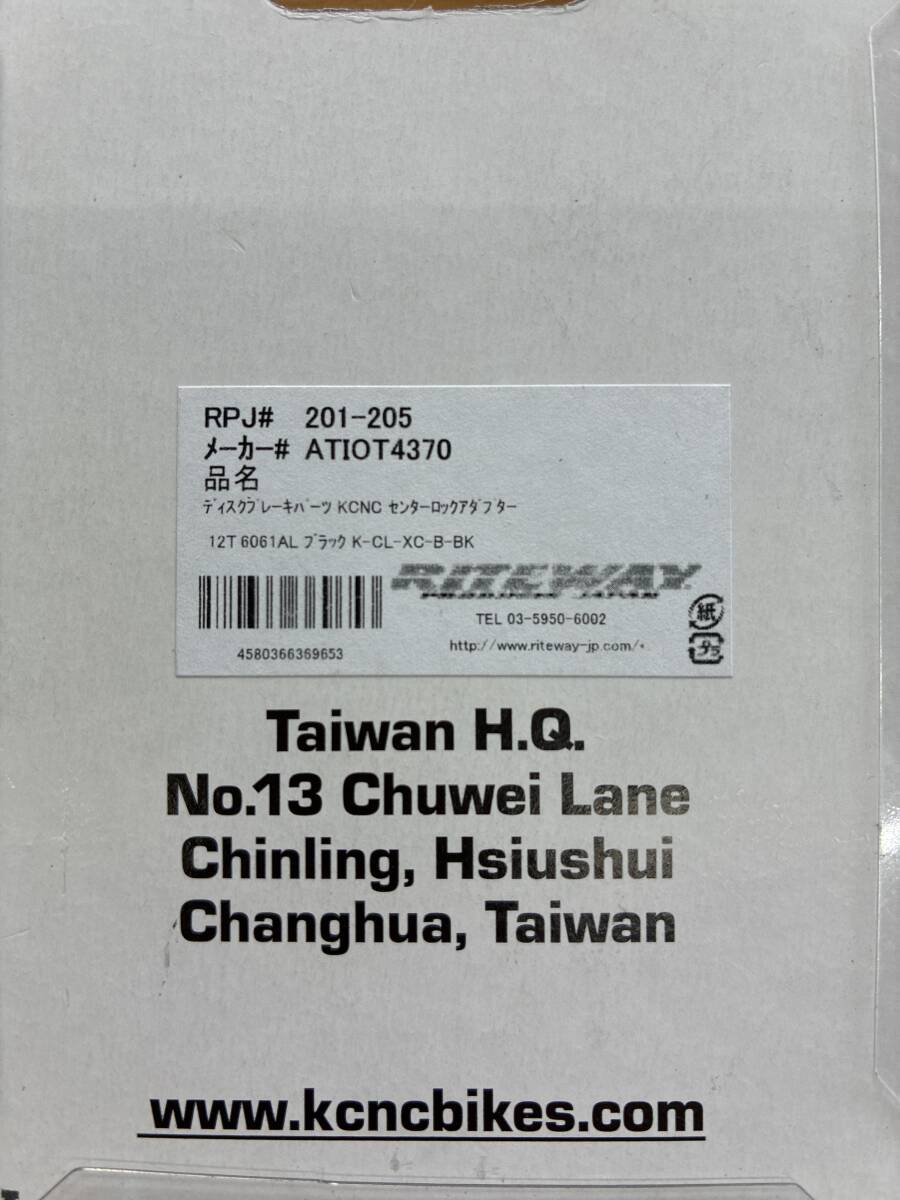 RPJ# 201-205
ﾒｰｶｰ# ATIOT4370
品名
ﾃﾞｨｽｸﾌﾞﾚｰｷﾊﾟｰﾂ KCNC ｾﾝﾀｰﾛｯｸｱﾀﾞﾌﾟﾀｰ
12T 6061AL ﾌﾞﾗｯｸ K-CL-XC-B-BK
RITEWAY
TEL 03-5950-6002
4580366369653
http://www.riteway-jp.com/
紙
プラ
Taiwan H.Q.
No.13 Chuwei Lane
Chinling, Hsiushui
Changhua, Taiwan
www.kcncbikes.com